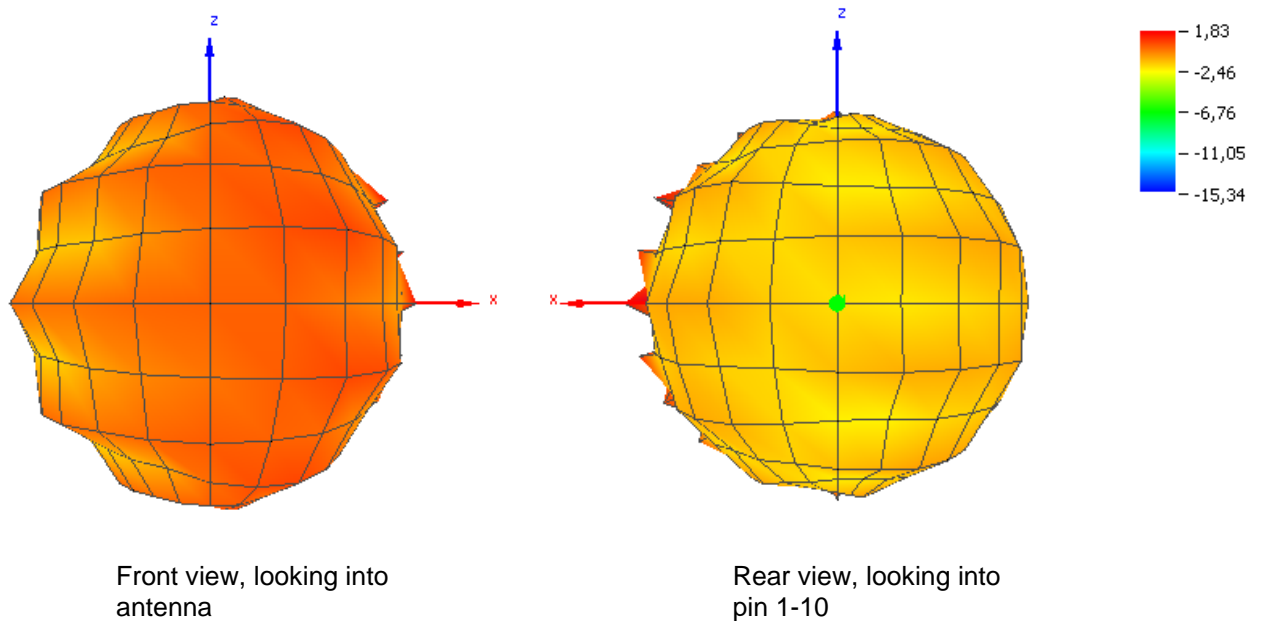 z
z
1,83
-2,46
-6,76
-11,05
-15,34
x
x
Front view, looking into
antenna
Rear view, looking into
pin 1-10